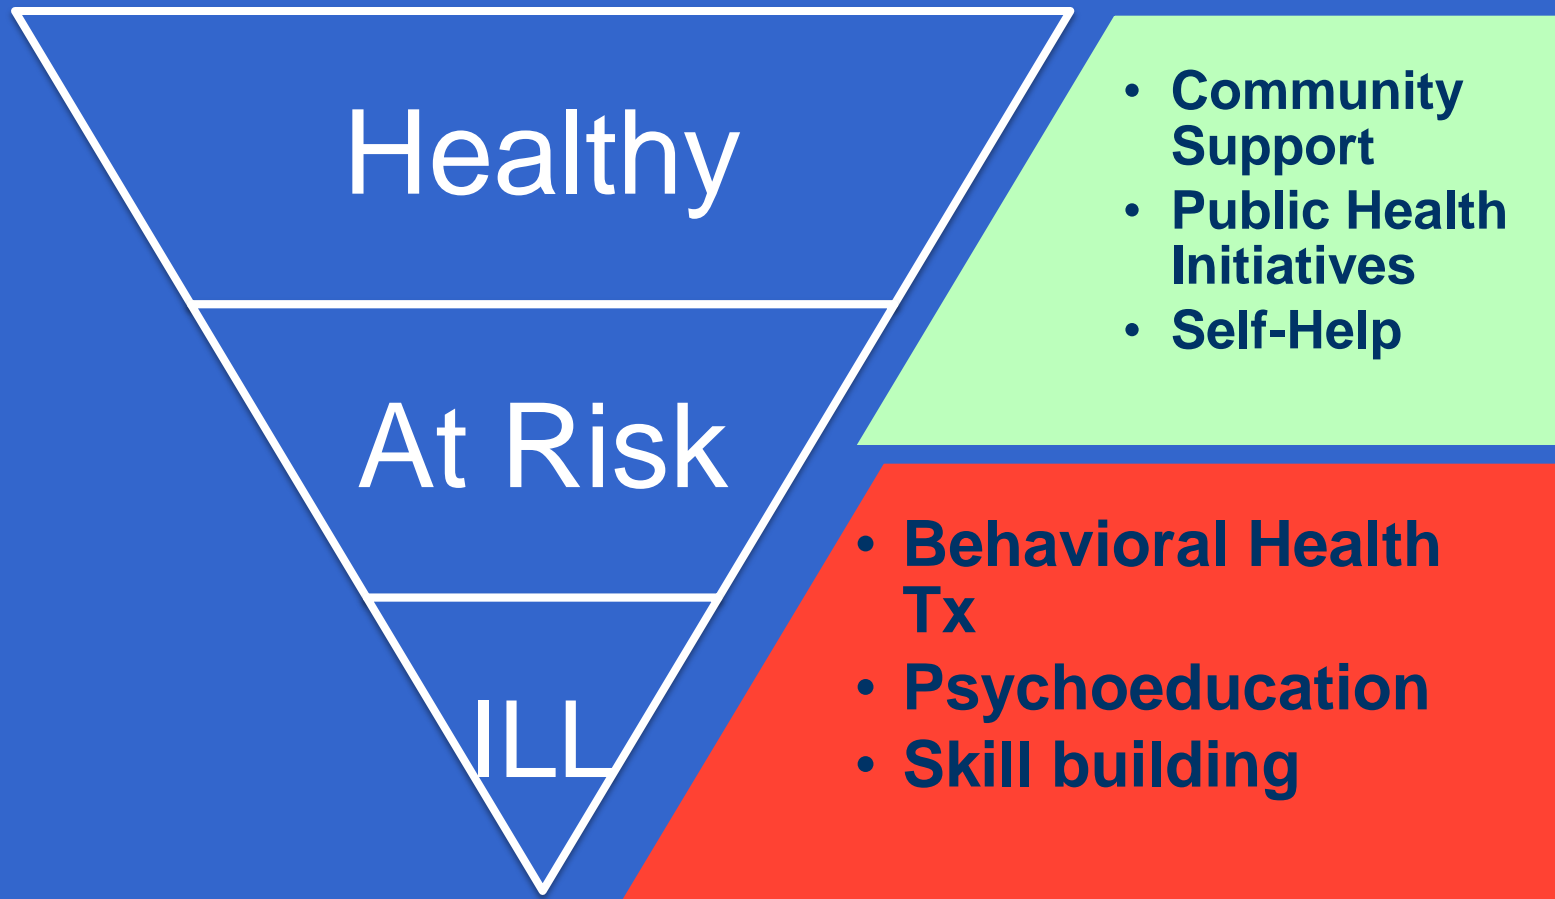 Healthy
At Risk
ILL
• Community
Support
• Public Health
Initiatives
• Self-Help
• Behavioral Health
Tx
• Psychoeducation
• Skill building